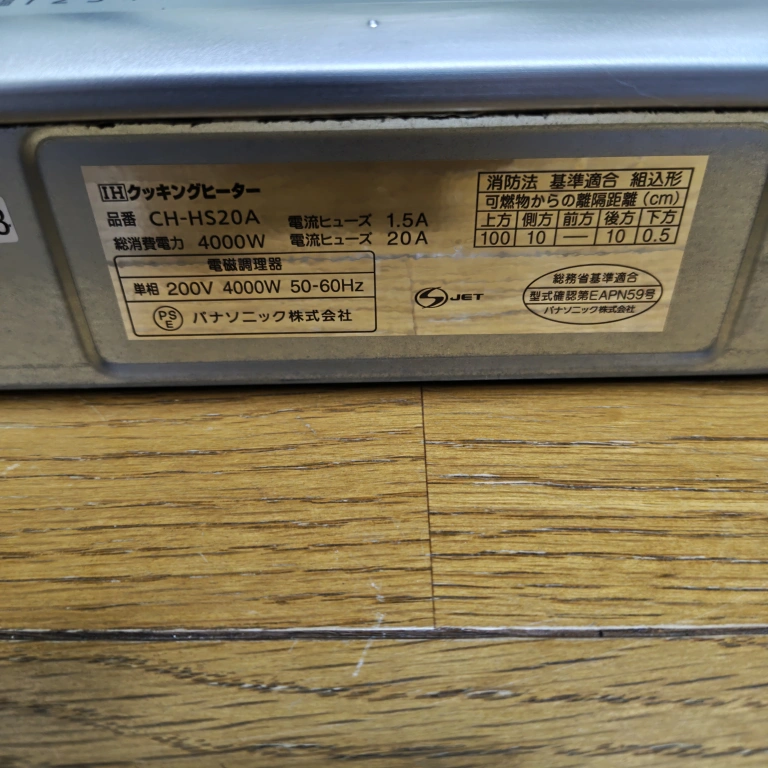 IHクッキングヒーター
品番 CH-HS20A 電流ヒューズ 1.5A
総消費電力 4000W 電流ヒューズ 20A
電磁調理器
単相 200V 4000W 50-60Hz
PSE パナソニック株式会社
消防法 基準適合 組込形
可燃物からの離隔距離(cm)
上方 側方 前方 後方 下方
100 10 — 10 0.5
S JET
総務省基準適合
型式確認第EAPN59号
パナソニック株式会社